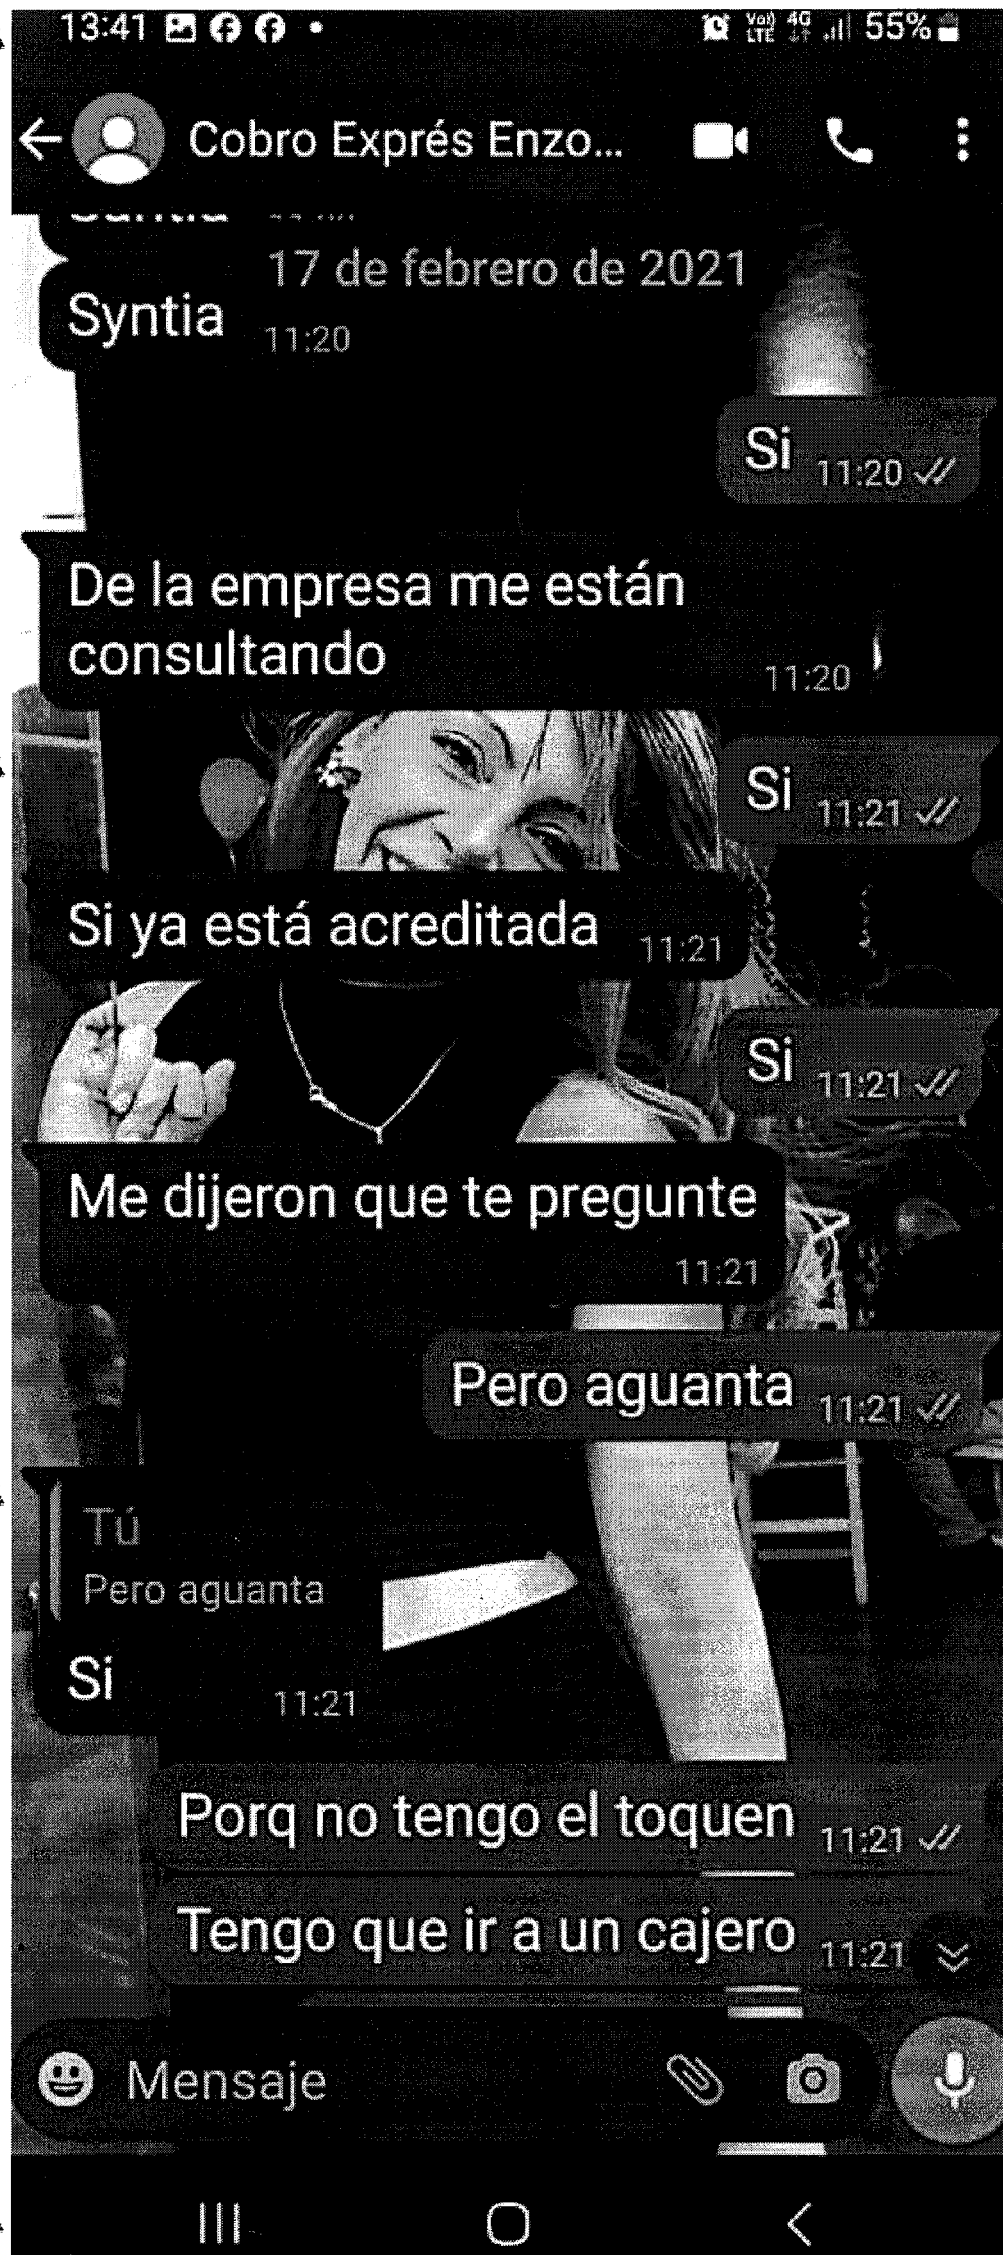 13:41 55%
VoD LTE 4G
Cobro Exprés Enzo...
17 de febrero de 2021
Syntia 11:20
Si 11:20
De la empresa me están
consultando 11:20
Si 11:21
Si ya está acreditada 11:21
Si 11:21
Me dijeron que te pregunte
11:21
Pero aguanta 11:21
Tú
Pero aguanta
Si 11:21
Porq no tengo el toquen 11:21
Tengo que ir a un cajero 11:21
Mensaje